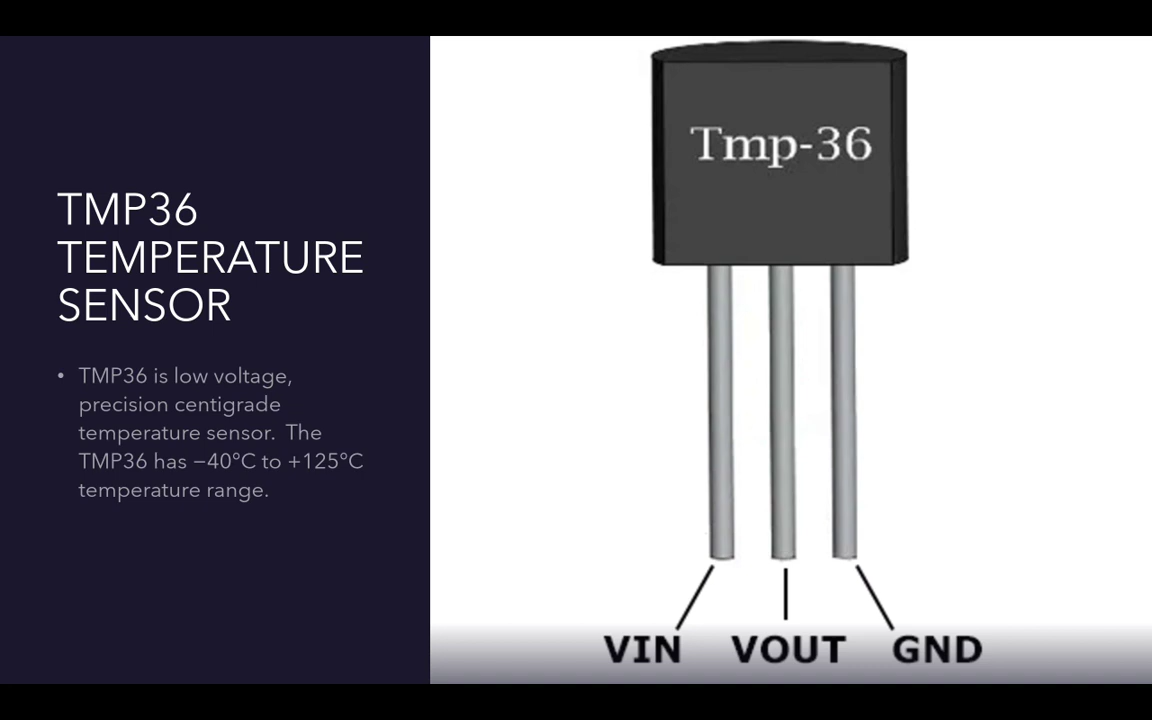 TMP36
TEMPERATURE
SENSOR
• TMP36 is low voltage,
precision centigrade
temperature sensor. The
TMP36 has −40°C to +125°C
temperature range.
Tmp-36
VIN VOUT GND